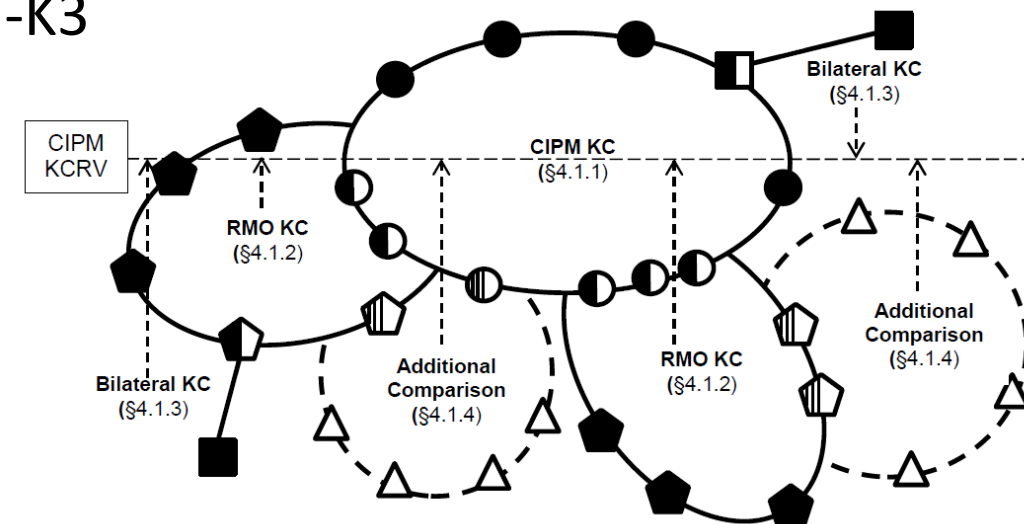 -K3
Bilateral KC
(§4.1.3)
CIPM
KCRV
CIPM KC
(§4.1.1)
RMO KC
(§4.1.2)
Additional
Comparison
(§4.1.4)
Bilateral KC
(§4.1.3)
Additional
Comparison
(§4.1.4)
RMO KC
(§4.1.2)